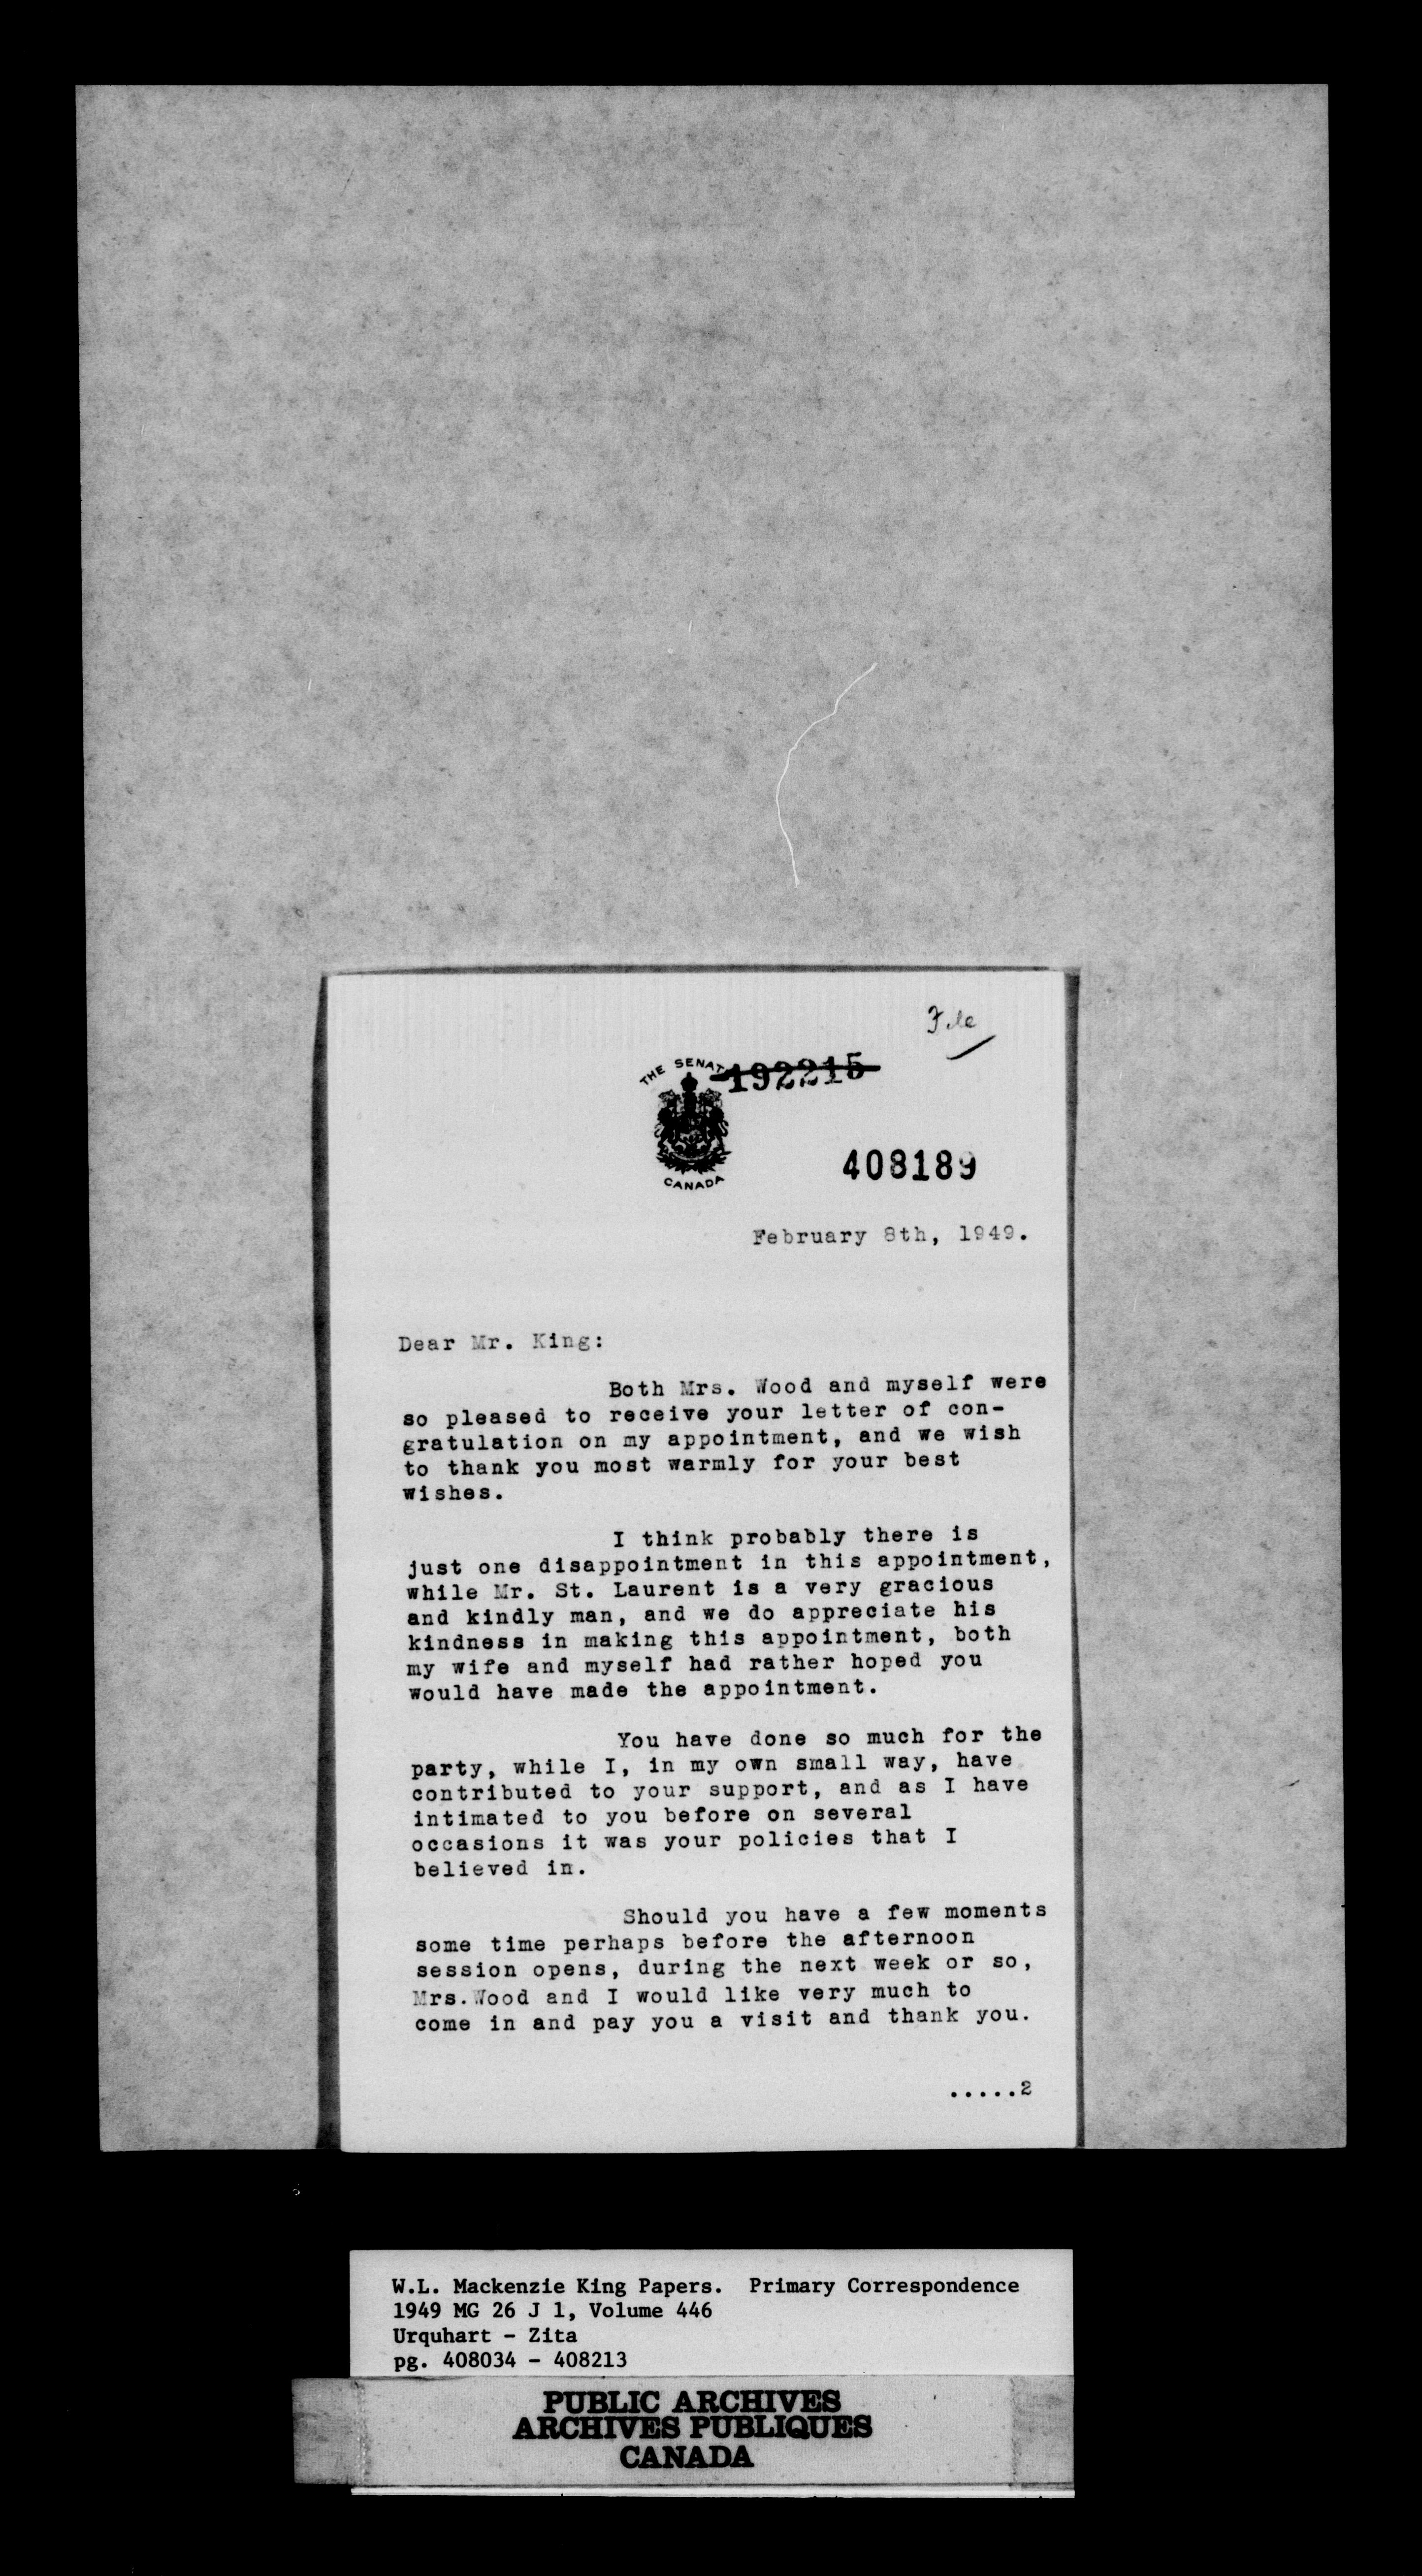 File
THE SENAT
192215
CANADA
408189
February 8th, 1949.
Dear Mr. King:
Both Mrs. Wood and myself were
so pleased to receive your letter of con-
gratulation on my appointment, and we wish
to thank you most warmly for your best
wishes.
I think probably there is
just one disappointment in this appointment,
while Mr. St. Laurent is a very gracious
and kindly man, and we do appreciate his
kindness in making this appointment, both
my wife and myself had rather hoped you
would have made the appointment.
You have done so much for the
party, while I, in my own small way, have
contributed to your support, and as I have
intimated to you before on several
occasions it was your policies that I
believed in.
Should you have a few moments
some time perhaps before the afternoon
session opens, during the next week or so,
Mrs.Wood and I would like very much to
come in and pay you a visit and thank you.
.....2
W.L. Mackenzie King Papers. Primary Correspondence
1949 MG 26 J 1, Volume 446
Urquhart - Zita
pg. 408034 - 408213
PUBLIC ARCHIVES
ARCHIVES PUBLIQUES
CANADA